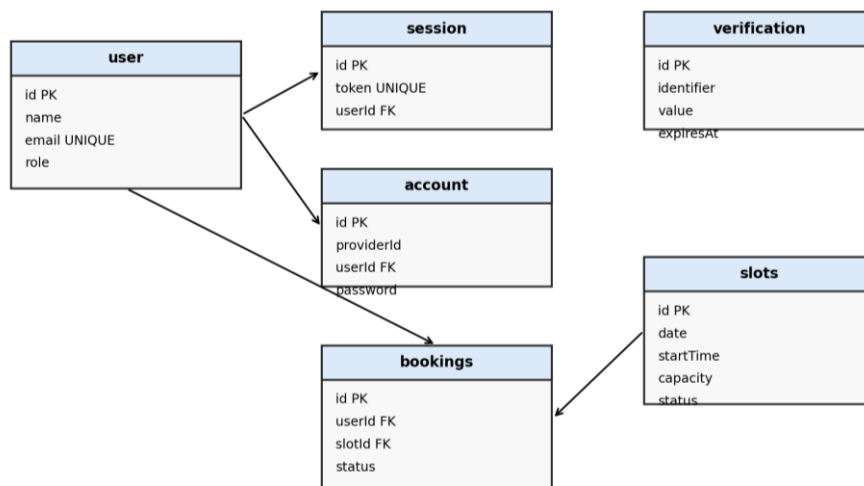 user
id PK
name
email UNIQUE
role
session
id PK
token UNIQUE
userId FK
verification
id PK
identifier
value
expiresAt
account
id PK
providerId
userId FK
password
slots
id PK
date
startTime
capacity
status
bookings
id PK
userId FK
slotId FK
status